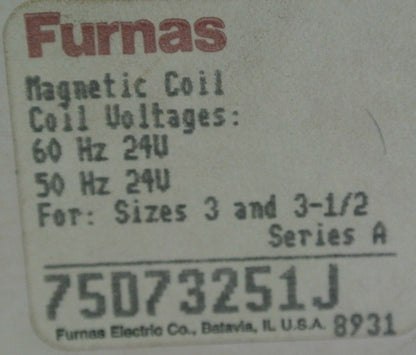 Furnas
Magnetic Coil
Coil Voltages:
60 Hz 24V
50 Hz 24V
For: Sizes 3 and 3-1/2
Series A
75D73251J
Furnas Electric Co., Batavia, IL U.S.A. 8931